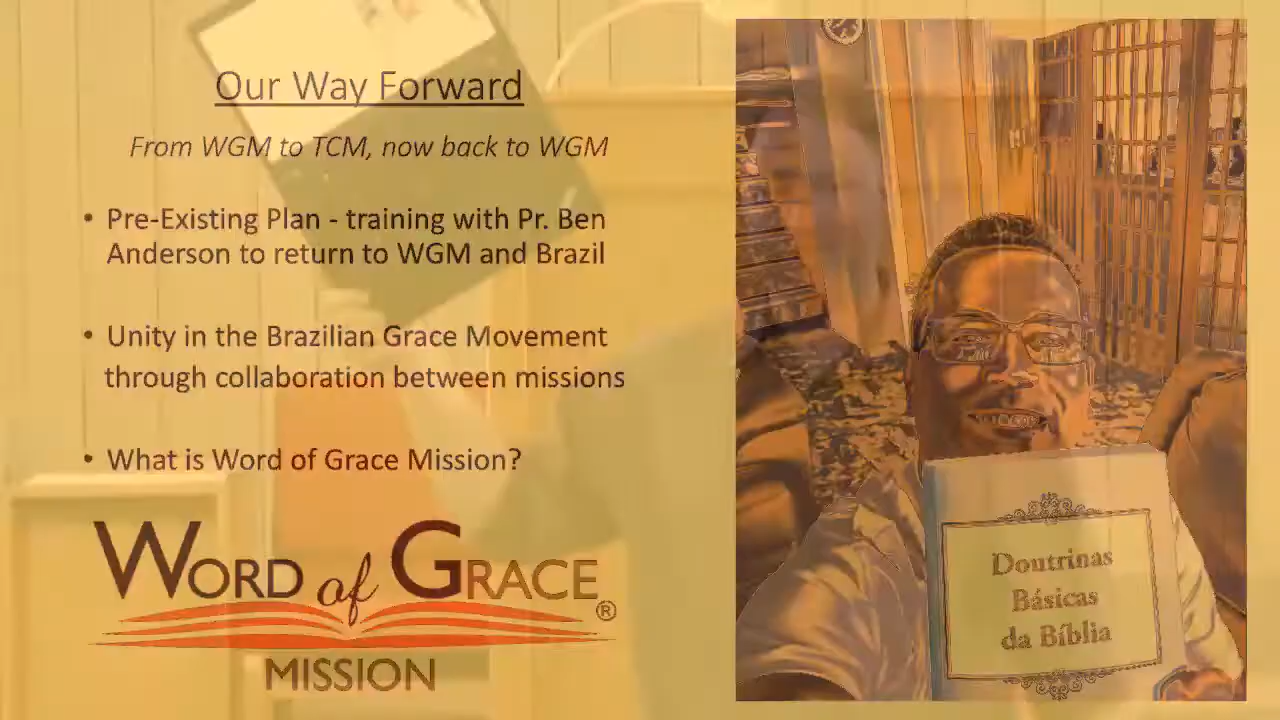 Our Way Forward
From WGM to TCM, now back to WGM
• Pre-Existing Plan - training with Pr. Ben
Anderson to return to WGM and Brazil
• Unity in the Brazilian Grace Movement
through collaboration between missions
• What is Word of Grace Mission?
WORD of GRACE
®
MISSION
Doutrinas
Básicas
da Bíblia